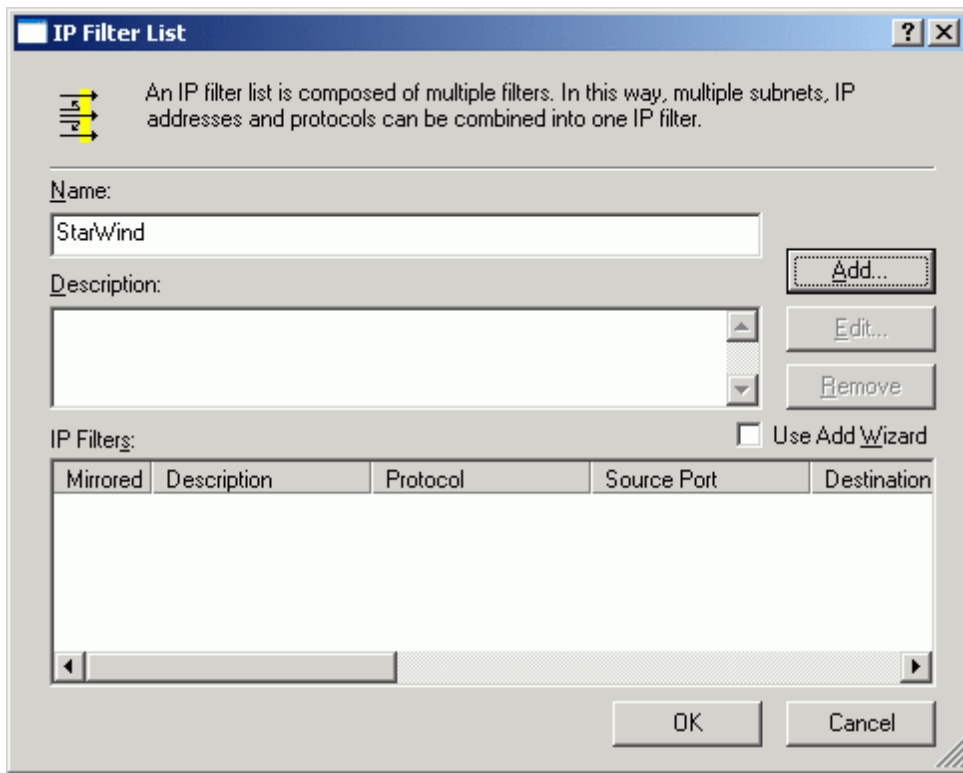 IP Filter List
An IP filter list is composed of multiple filters. In this way, multiple subnets, IP
addresses and protocols can be combined into one IP filter.
Name:
StarWind
Add...
Description:
Edit...
Remove
IP Filters:
Use Add Wizard
Mirrored Description Protocol Source Port Destination
OK Cancel